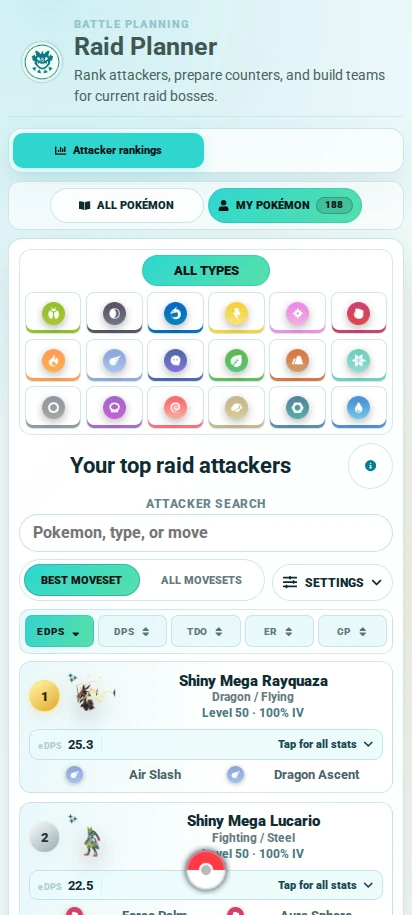 BATTLE PLANNING
Raid Planner
Rank attackers, prepare counters, and build teams
for current raid bosses.
Attacker rankings
ALL POKÉMON
MY POKÉMON 188
ALL TYPES
Your top raid attackers
ATTACKER SEARCH
Pokemon, type, or move
BEST MOVESET
ALL MOVESETS
SETTINGS
EDPS
DPS
TDO
ER
CP
1
Shiny Mega Rayquaza
Dragon / Flying
Level 50 · 100% IV
eDPS 25.3
Tap for all stats
Air Slash
Dragon Ascent
2
Shiny Mega Lucario
Fighting / Steel
50 · 100% IV
eDPS 22.5
Tap for all stats
Force Palm
Aura Sphere